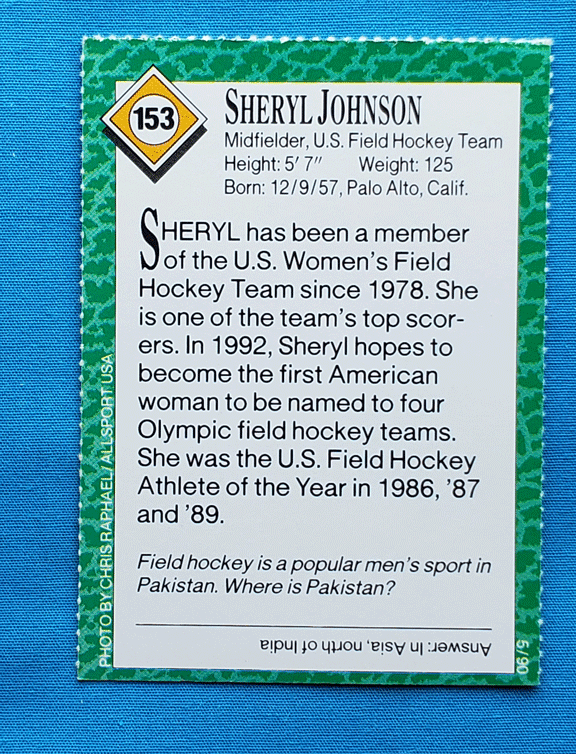 153
SHERYL JOHNSON
Midfielder, U.S. Field Hockey Team
Height: 5' 7" Weight: 125
Born: 12/9/57, Palo Alto, Calif.
SHERYL has been a member
of the U.S. Women's Field
Hockey Team since 1978. She
is one of the team's top scor-
ers. In 1992, Sheryl hopes to
become the first American
woman to be named to four
Olympic field hockey teams.
She was the U.S. Field Hockey
Athlete of the Year in 1986, '87
and '89.
Field hockey is a popular men's sport in
Pakistan. Where is Pakistan?
Answer: In Asia, north of India
PHOTO BY CHRIS RAPHAEL/ALLSPORT USA
5/90